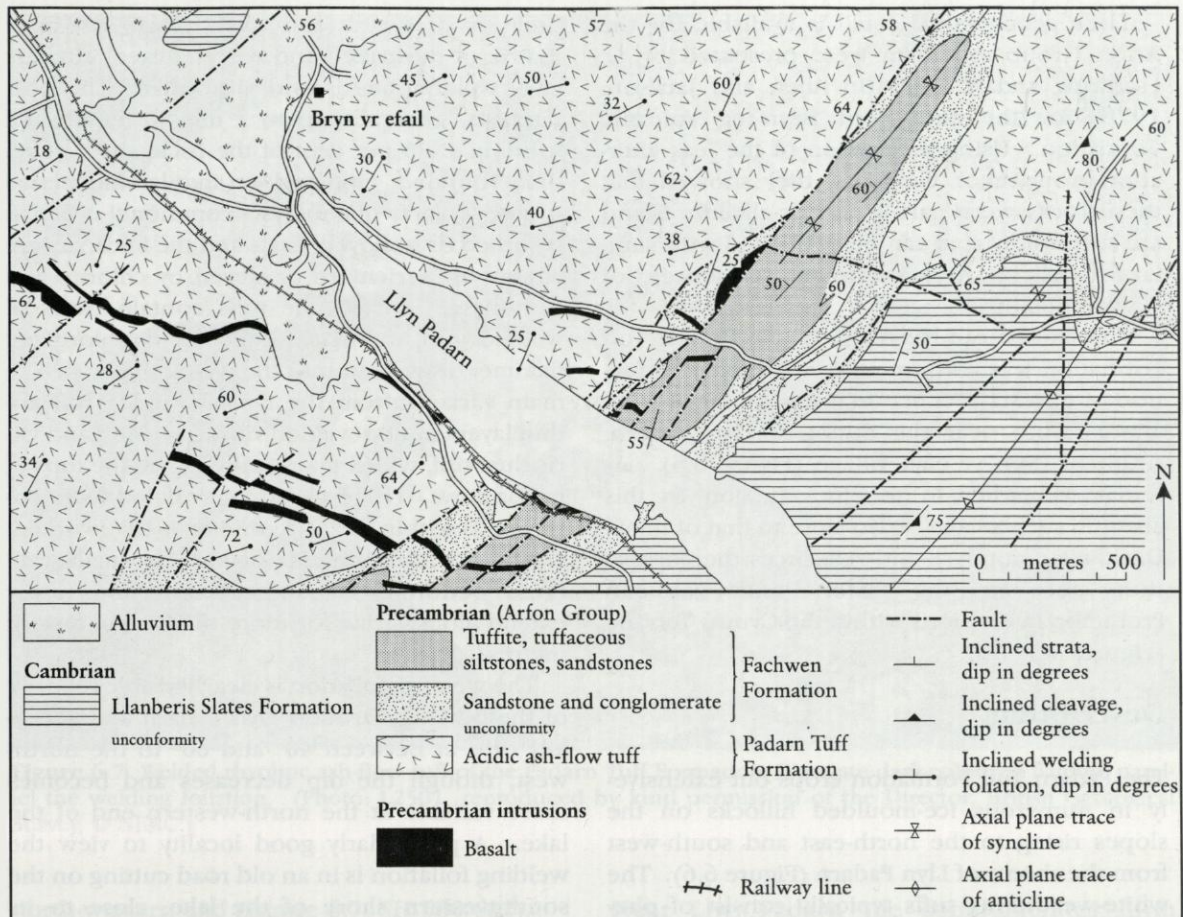 56
57
58
45
50
32
60
64
60
80
Bryn yr efail
18
30
62
60
40
38
25
25
50
60
65
62
Llyn Padarn
25
50
28
60
55
34
64
75
N
72
50
0 metres 500
Alluvium
Cambrian
Llanberis Slates Formation
unconformity
Precambrian (Arfon Group)
Tuffite, tuffaceous
siltstones, sandstones
Sandstone and conglomerate
Fachwen
Formation
unconformity
Acidic ash-flow tuff
Padarn Tuff
Formation
Precambrian intrusions
Basalt
Railway line
Fault
Inclined strata,
dip in degrees
Inclined cleavage,
dip in degrees
Inclined welding
foliation, dip in degrees
Axial plane trace
of syncline
Axial plane trace
of anticline